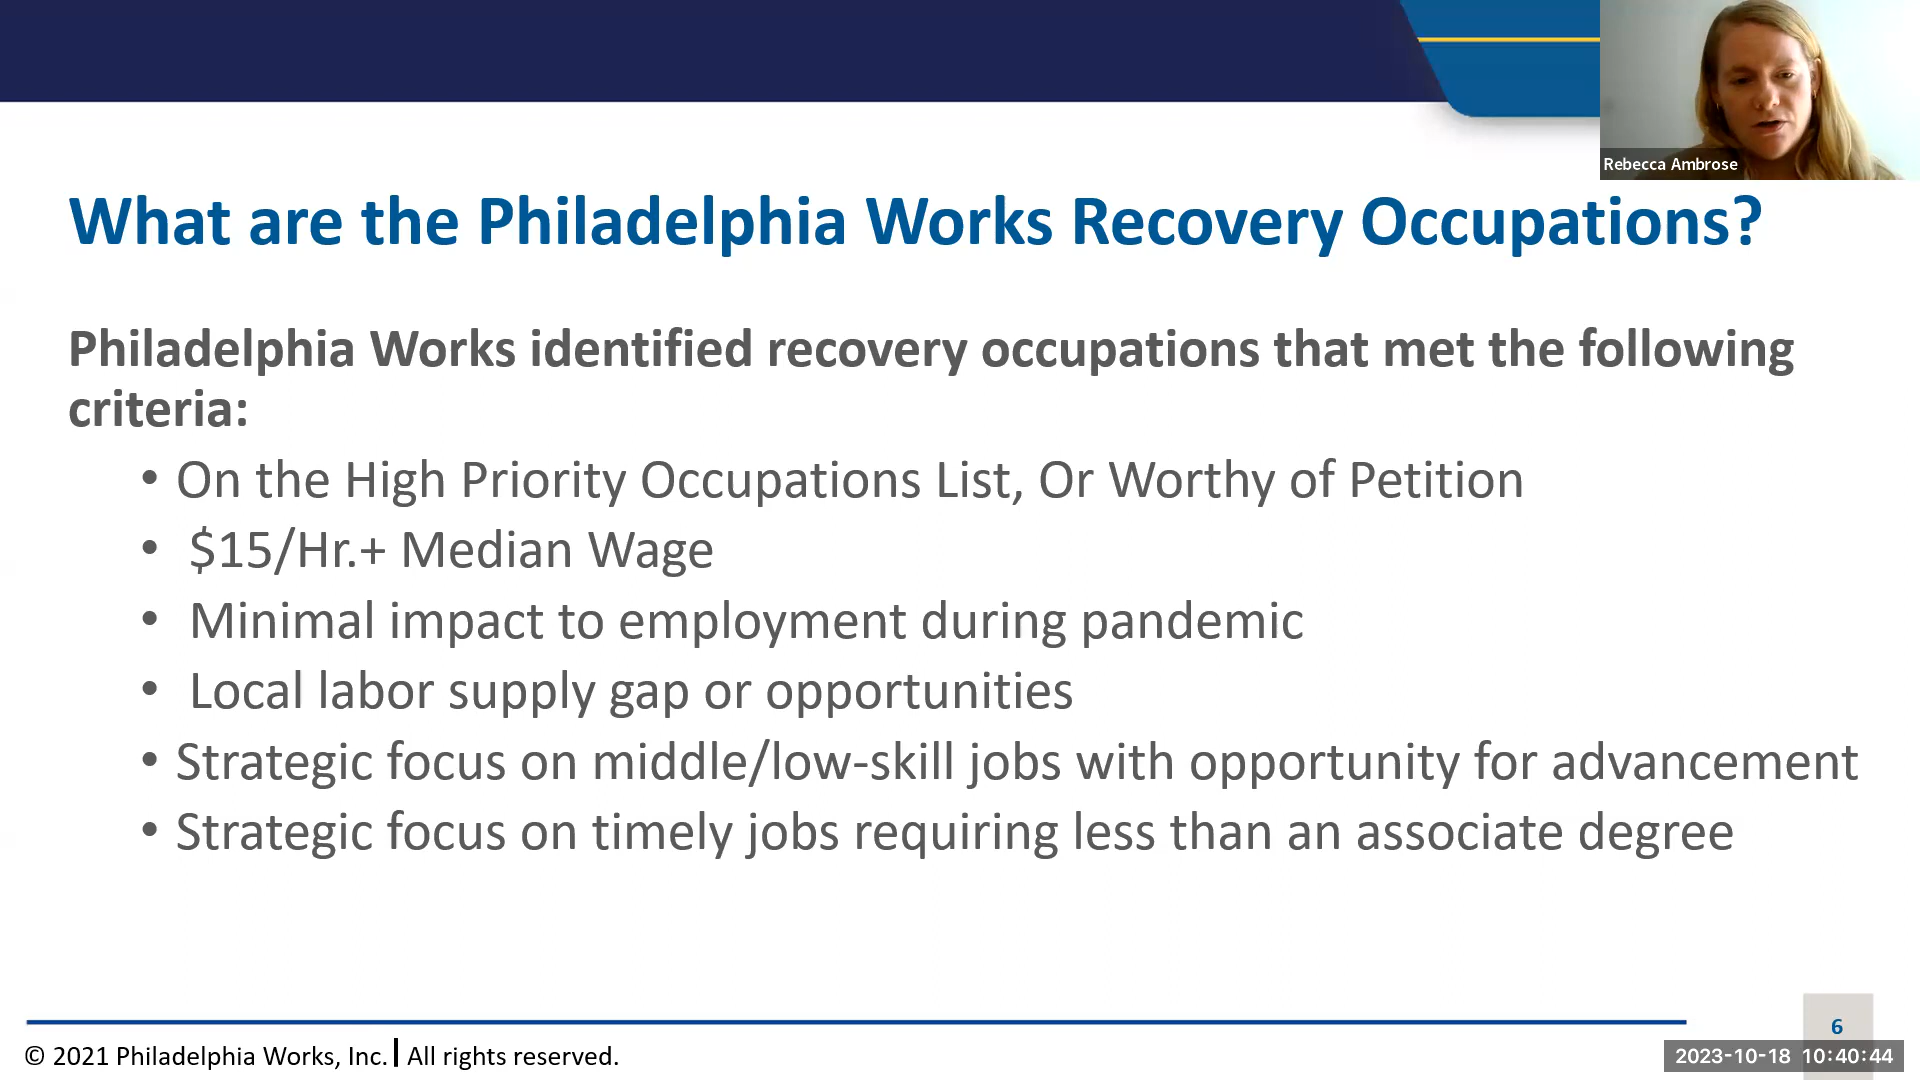 Rebecca Ambrose
What are the Philadelphia Works Recovery Occupations?
Philadelphia Works identified recovery occupations that met the following
criteria:
• On the High Priority Occupations List, Or Worthy of Petition
• $15/Hr.+ Median Wage
• Minimal impact to employment during pandemic
• Local labor supply gap or opportunities
• Strategic focus on middle/low-skill jobs with opportunity for advancement
• Strategic focus on timely jobs requiring less than an associate degree
6
© 2021 Philadelphia Works, Inc. | All rights reserved.
2023-10-18 10:40:44